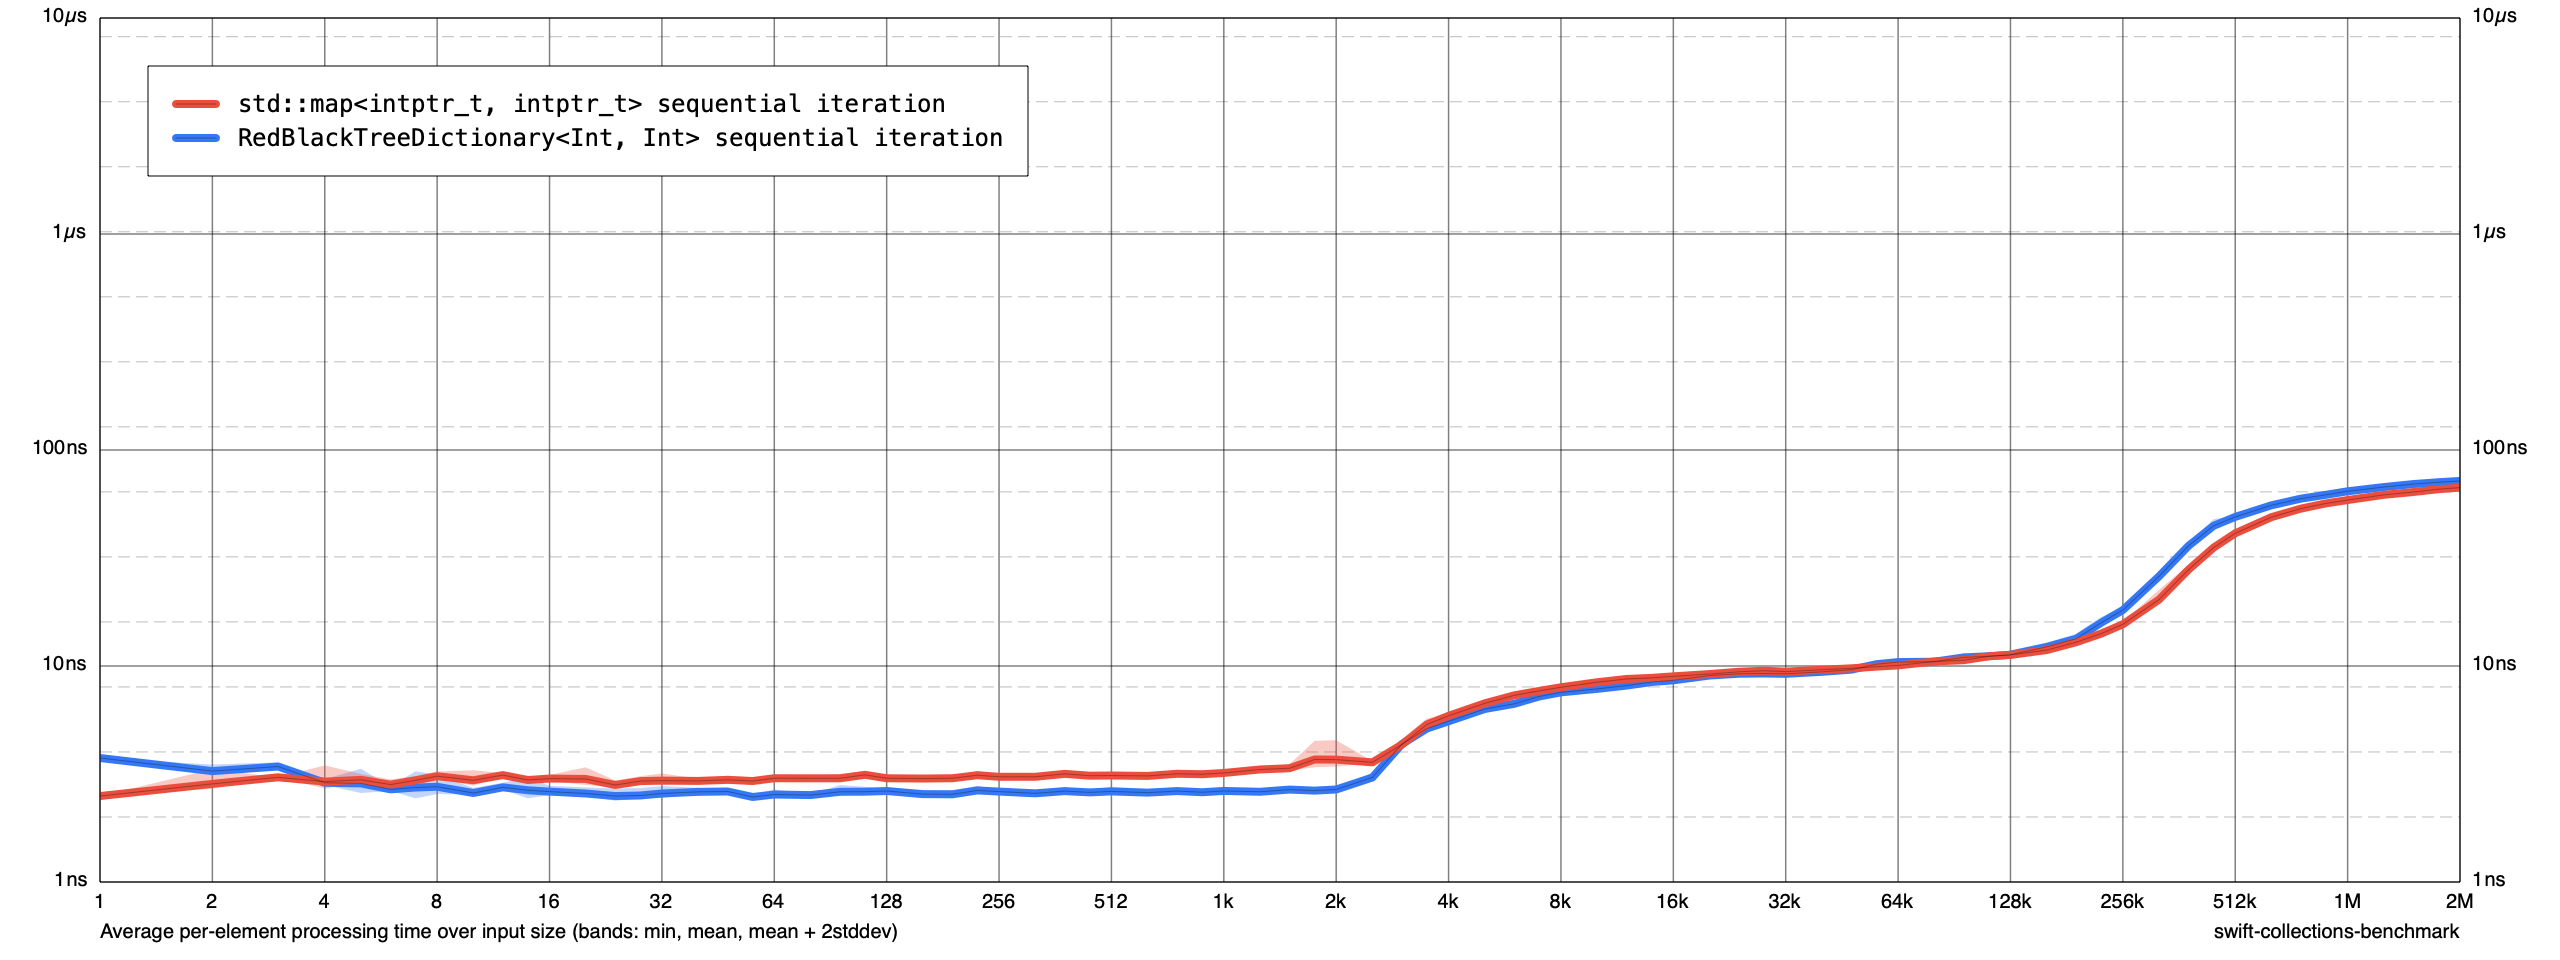 10µs 10µs
std::map<intptr_t, intptr_t> sequential iteration
RedBlackTreeDictionary<Int, Int> sequential iteration
1µs 1µs
100ns 100ns
10ns 10ns
1ns 1ns
1 2 4 8 16 32 64 128 256 512 1k 2k 4k 8k 16k 32k 64k 128k 256k 512k 1M 2M
Average per-element processing time over input size (bands: min, mean, mean + 2stddev) swift-collections-benchmark